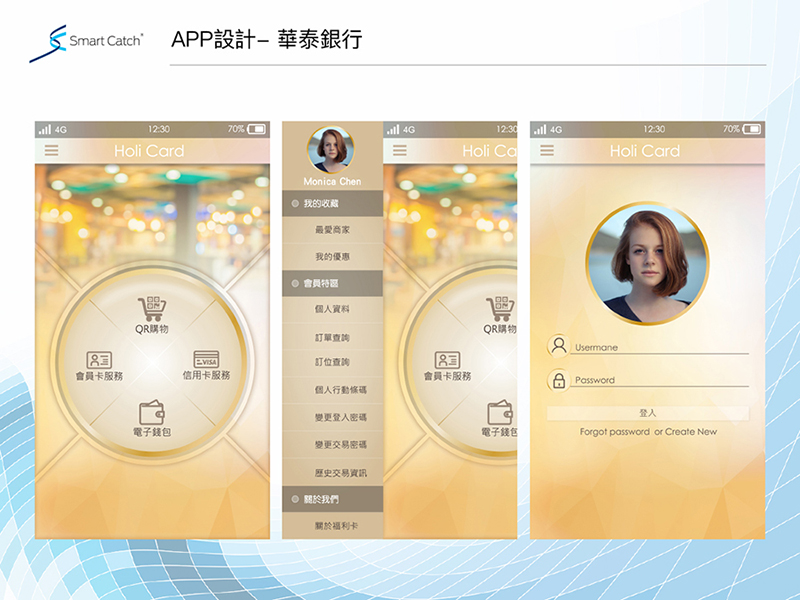 Smart Catch®
APP設計– 華泰銀行
4G 12:30 70%
Holi Card
QR購物
會員卡服務
VISA
信用卡服務
電子錢包
Monica Chen
我的收藏
最愛商家
我的優惠
會員特區
個人資料
訂單查詢
訂位查詢
個人行動條碼
變更登入密碼
變更交易密碼
歷史交易資訊
關於我們
關於福利卡
4G 12:30
Holi Ca
QR購物
會員卡服務
電子錢包
4G 12:30 70%
Holi Card
Usermane
Password
登入
Forgot password or Create New